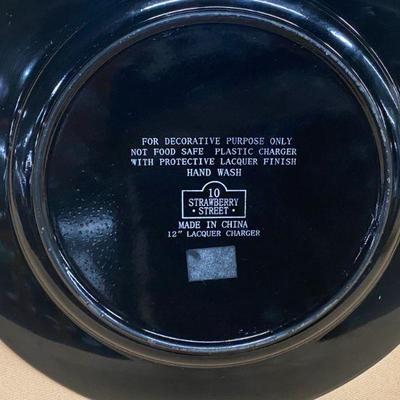 FOR DECORATIVE PURPOSE ONLY
NOT FOOD SAFE PLASTIC CHARGER
WITH PROTECTIVE LACQUER FINISH
HAND WASH
10
STRAWBERRY
· STREET ·
MADE IN CHINA
12" LACQUER CHARGER